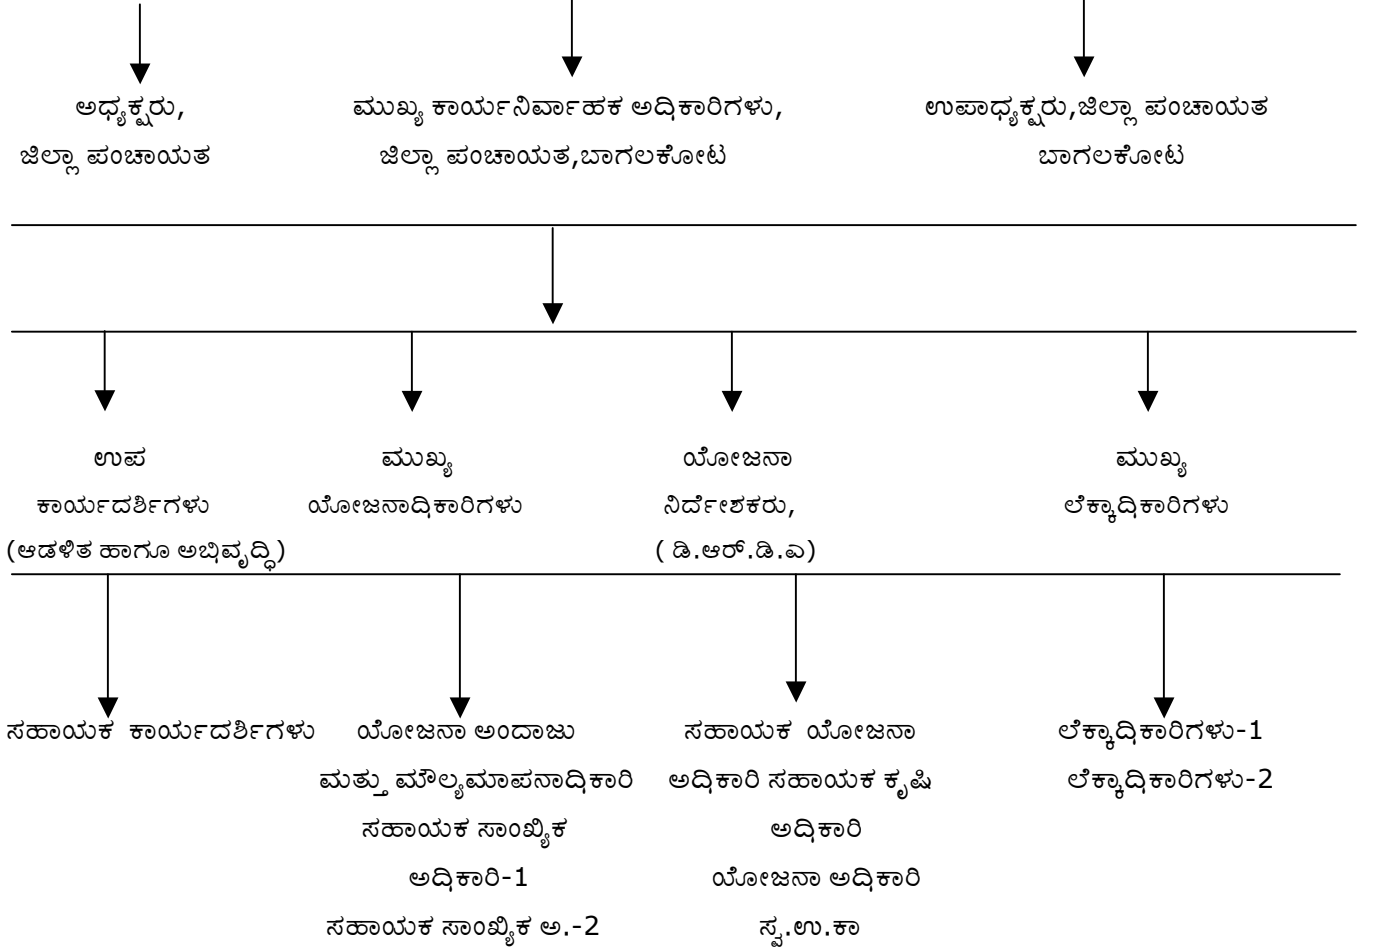 ಅಧ್ಯಕ್ಷರು,
ಜಿಲ್ಲಾ ಪಂಚಾಯತ
ಮುಖ್ಯ ಕಾರ್ಯನಿರ್ವಾಹಕ ಅಧಿಕಾರಿಗಳು,
ಜಿಲ್ಲಾ ಪಂಚಾಯತ,ಬಾಗಲಕೋಟ
ಉಪಾಧ್ಯಕ್ಷರು,ಜಿಲ್ಲಾ ಪಂಚಾಯತ
ಬಾಗಲಕೋಟ
ಉಪ
ಕಾರ್ಯದರ್ಶಿಗಳು
(ಆಡಳಿತ ಹಾಗೂ ಅಭಿವೃದ್ಧಿ)
ಮುಖ್ಯ
ಯೋಜನಾಧಿಕಾರಿಗಳು
ಯೋಜನಾ
ನಿರ್ದೇಶಕರು,
( ಡಿ.ಆರ್.ಡಿ.ಎ)
ಮುಖ್ಯ
ಲೆಕ್ಕಾಧಿಕಾರಿಗಳು
ಸಹಾಯಕ ಕಾರ್ಯದರ್ಶಿಗಳು
ಯೋಜನಾ ಅಂದಾಜು
ಮತ್ತು ಮೌಲ್ಯಮಾಪನಾಧಿಕಾರಿ
ಸಹಾಯಕ ಸಾಂಖ್ಯಿಕ
ಅಧಿಕಾರಿ-1
ಸಹಾಯಕ ಸಾಂಖ್ಯಿಕ ಅ.-2
ಸಹಾಯಕ ಯೋಜನಾ
ಅಧಿಕಾರಿ ಸಹಾಯಕ ಕೃಷಿ
ಅಧಿಕಾರಿ
ಯೋಜನಾ ಅಧಿಕಾರಿ
ಸ್ವ.ಉ.ಕಾ
ಲೆಕ್ಕಾಧಿಕಾರಿಗಳು-1
ಲೆಕ್ಕಾಧಿಕಾರಿಗಳು-2